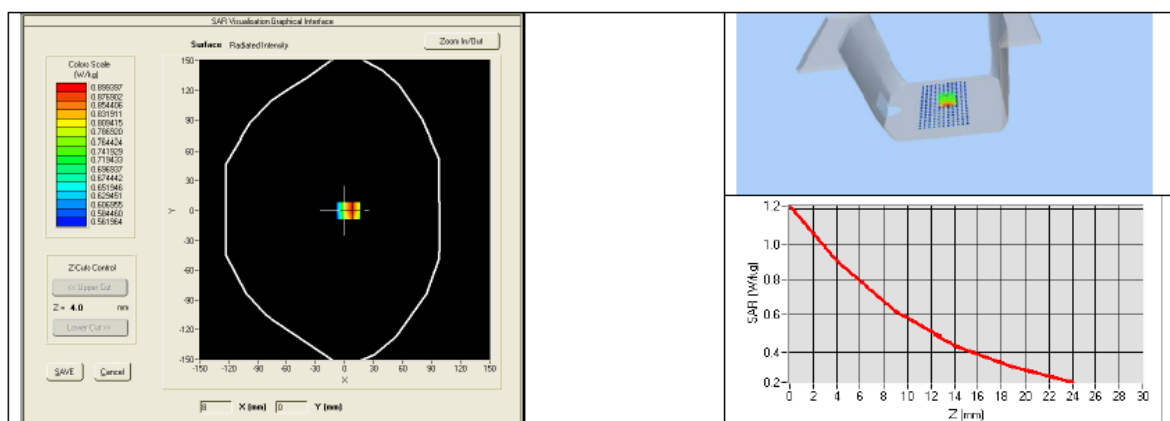 SAR Visualisation Graphical Interface
Surface Radiated Intensity
Zoom In/Out
Colors Scale
(W/kg)
0.899397
0.876902
0.854406
0.831911
0.809415
0.786920
0.764424
0.741929
0.719433
0.696937
0.674442
0.651946
0.629451
0.606955
0.584460
0.561964
Z-Cuts Control
<< Upper Cut
Z = 4.0 mm
Lower Cut >>
SAVE Cancel
150
120
90
60
30
0
-30
-60
-90
-120
-150
Y
-150 -120 -90 -60 -30 0 30 60 90 120 150
X
8 X (mm) 0 Y (mm)
1.2
1.0
0.8
0.6
0.4
0.2
SAR (W/kg)
0 2 4 6 8 10 12 14 16 18 20 22 24 26 28 30
Z (mm)